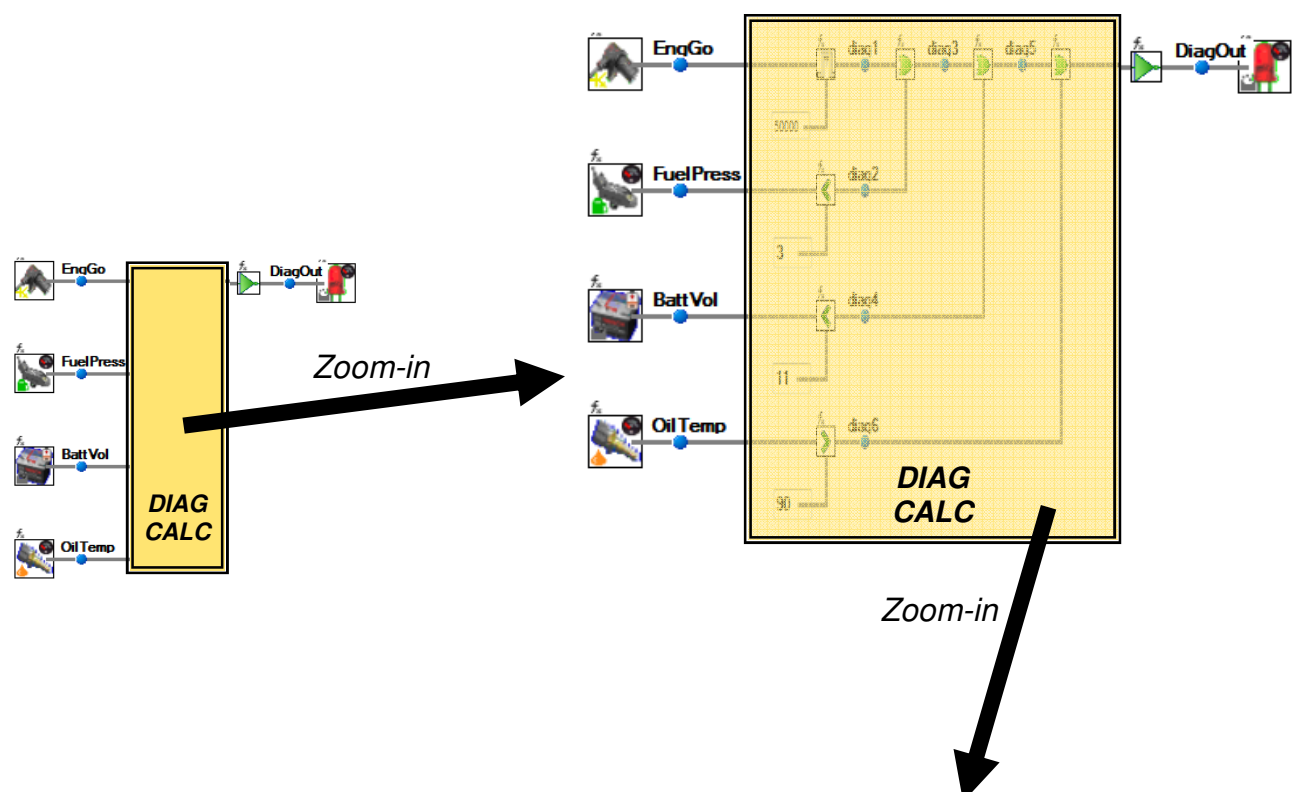 EngGo
diag1
diag3
diag5
DiagOut
50000
FuelPress
diag2
3
EngGo
DiagOut
BattVol
diag4
FuelPress
Zoom-in
11
OilTemp
diag6
BattVol
DIAG
CALC
90
DIAG
CALC
OilTemp
Zoom-in